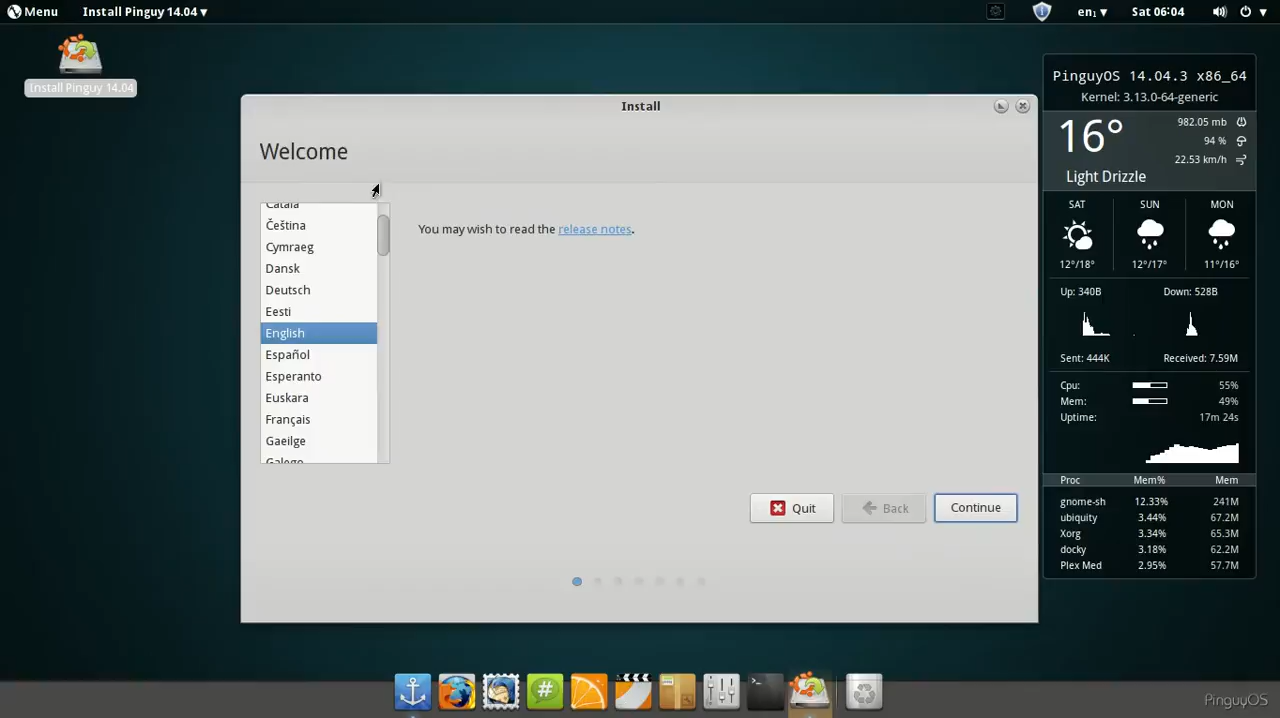 Menu Install Pinguy 14.04 ▾ en₁ ▾ Sat 06:04
Install Pinguy 14.04
Install
Welcome
Català
Čeština
Cymraeg
Dansk
Deutsch
Eesti
English
Español
Esperanto
Euskara
Français
Gaeilge
Galego
You may wish to read the release notes.
Quit
Back
Continue
PinguyOS 14.04.3 x86_64
Kernel: 3.13.0-64-generic
16°
982.05 mb
94 %
22.53 km/h
Light Drizzle
SAT SUN MON
12°/18° 12°/17° 11°/16°
Up: 340B Down: 528B
Sent: 444K Received: 7.59M
Cpu: 55%
Mem: 49%
Uptime: 17m 24s
Proc Mem% Mem
gnome-sh 12.33% 241M
ubiquity 3.44% 67.2M
Xorg 3.34% 65.3M
docky 3.18% 62.2M
Plex Med 2.95% 57.7M
PinguyOS